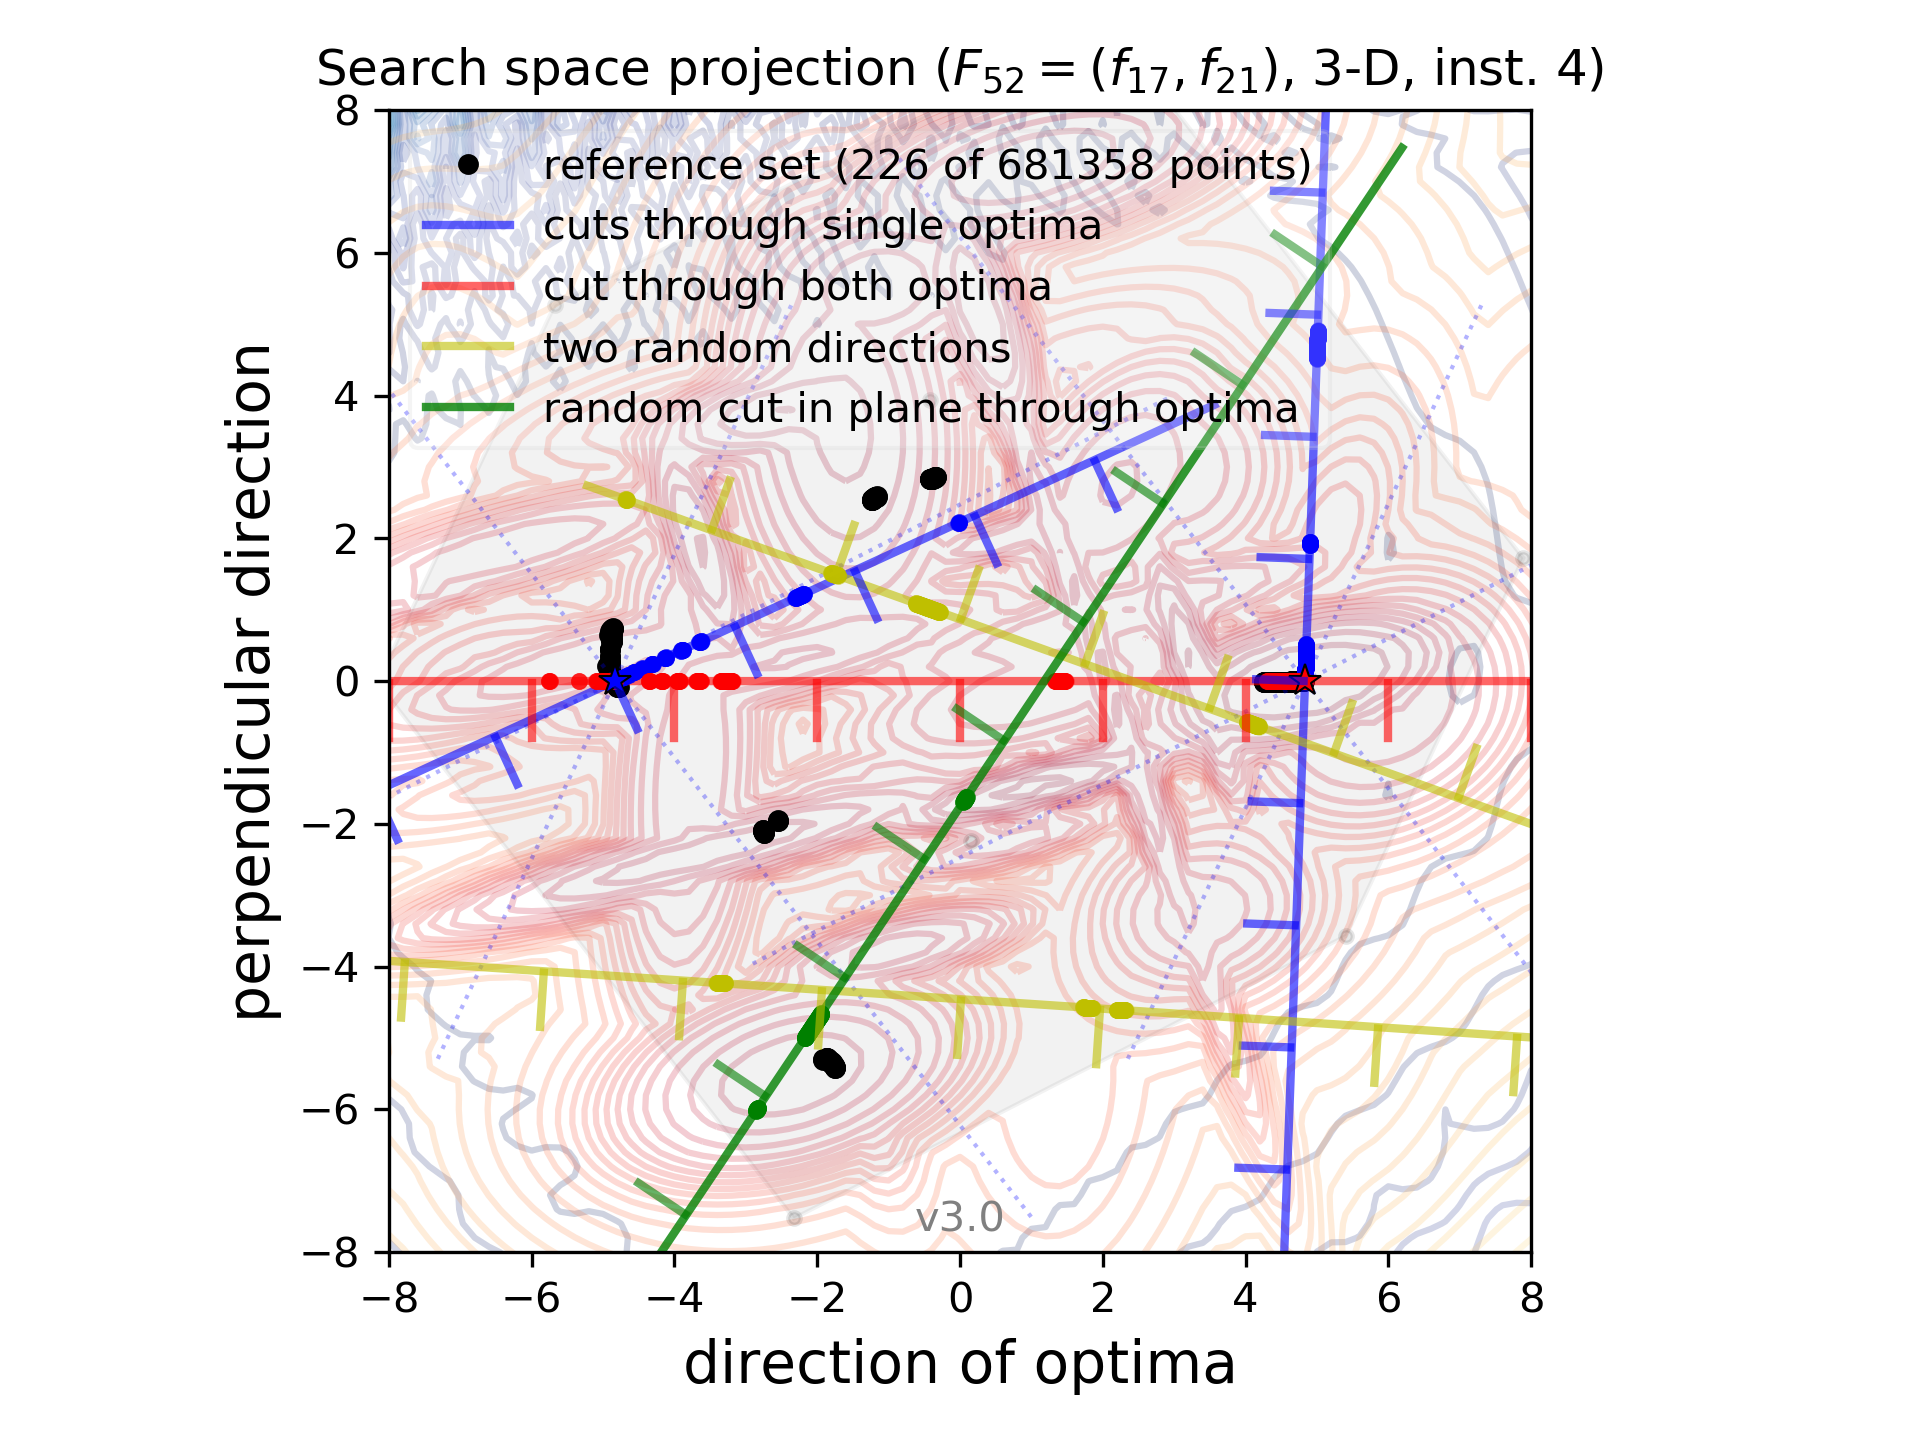 Search space projection (F52 = (f17, f21), 3-D, inst. 4)
reference set (226 of 681358 points)
cuts through single optima
cut through both optima
two random directions
random cut in plane through optima
8
6
4
2
0
−2
−4
−6
−8
perpendicular direction
v3.0
−8 −6 −4 −2 0 2 4 6 8
direction of optima